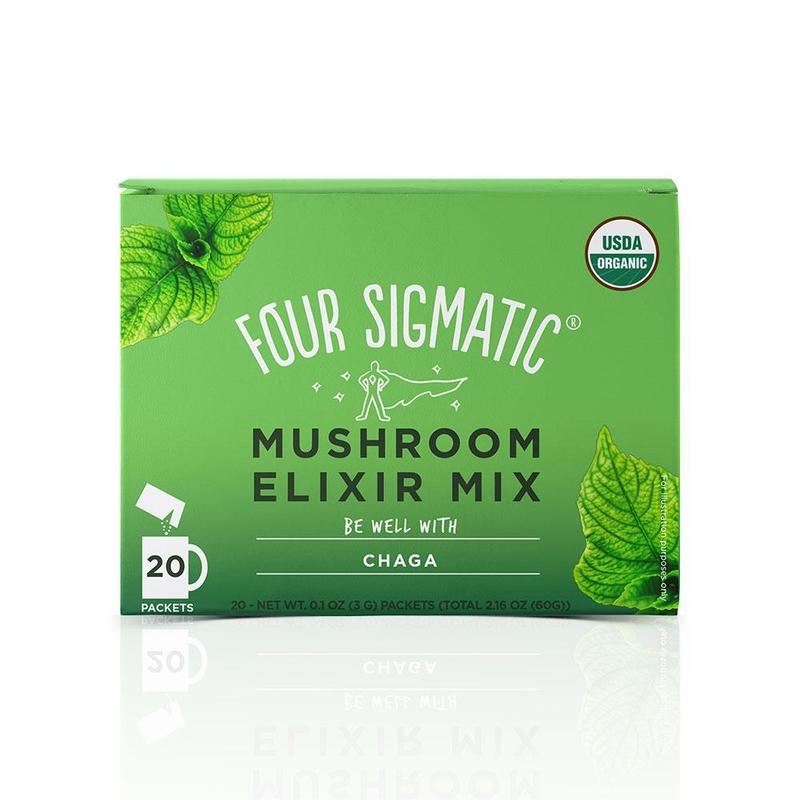 USDA
ORGANIC
FOUR SIGMATIC®
MUSHROOM
ELIXIR MIX
BE WELL WITH
CHAGA
20
PACKETS
20 - NET WT. 0.1 OZ (3 G) PACKETS (TOTAL 2.16 OZ (60G))
For illustration purposes only